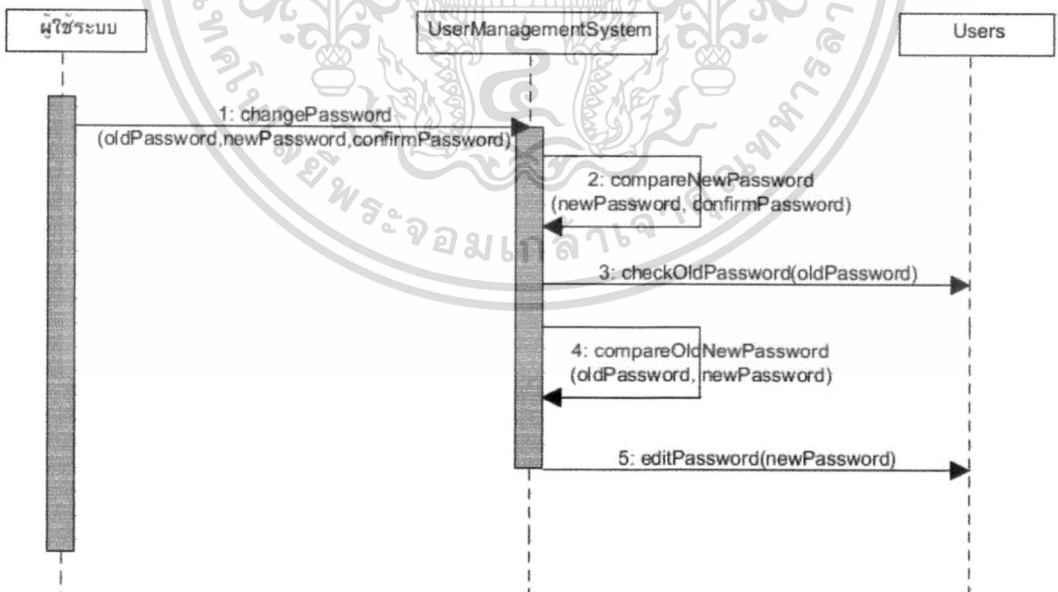 ผู้ใช้ระบบ
UserManagementSystem
Users
1: changePassword
(oldPassword,newPassword,confirmPassword)
2: compareNewPassword
(newPassword, confirmPassword)
3: checkOldPassword(oldPassword)
4: compareOldNewPassword
(oldPassword, newPassword)
5: editPassword(newPassword)